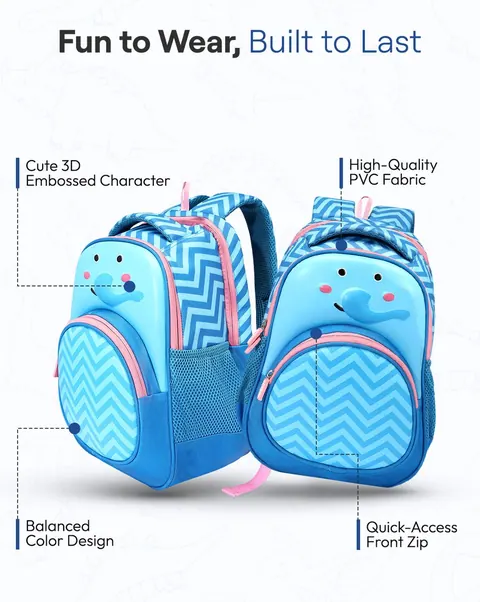 Fun to Wear, Built to Last
Cute 3D
Embossed Character
High-Quality
PVC Fabric
Balanced
Color Design
Quick-Access
Front Zip